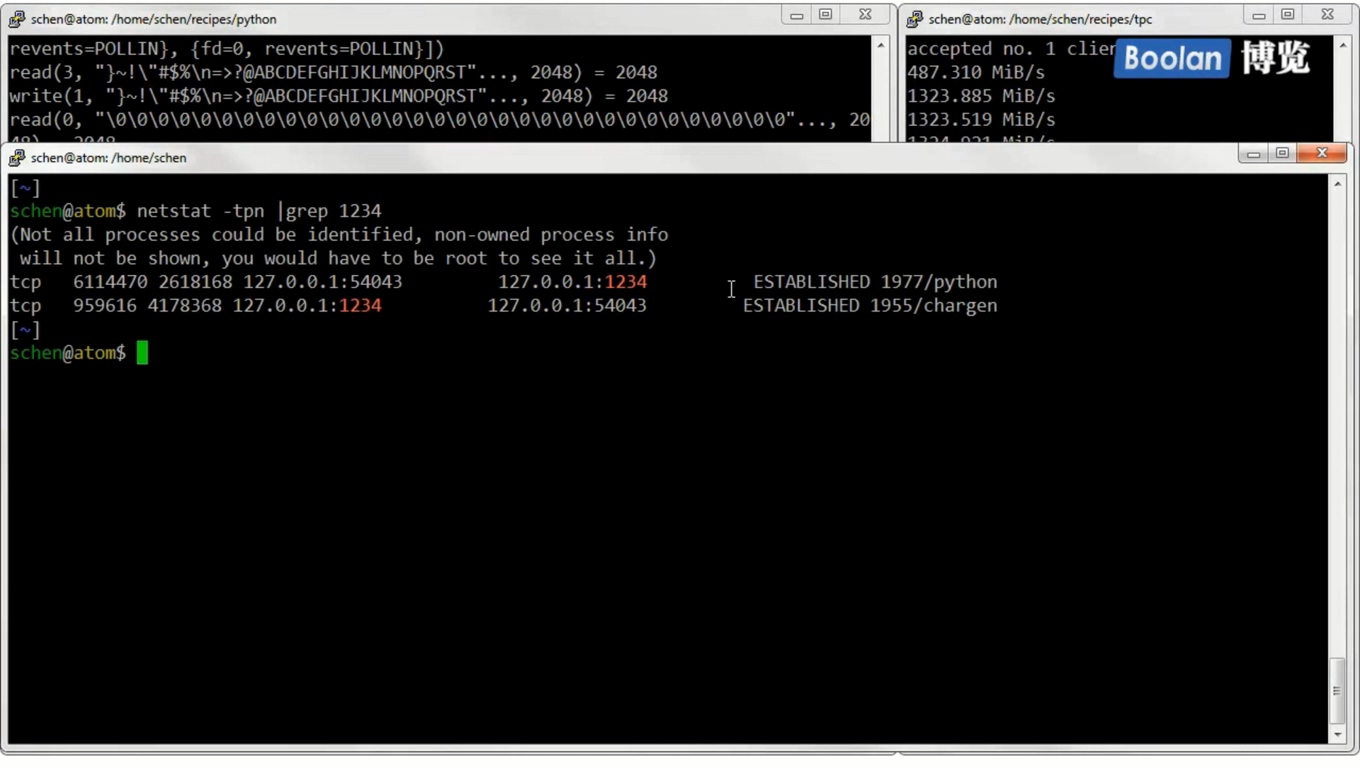 schen@atom: /home/schen/recipes/python
revents=POLLIN}, {fd=0, revents=POLLIN}])
read(3, "}~!\"#$%\n=>?@ABCDEFGHIJKLMNOPQRST"..., 2048) = 2048
write(1, "}~!\"#$%\n=>?@ABCDEFGHIJKLMNOPQRST"..., 2048) = 2048
read(0, "\0\0\0\0\0\0\0\0\0\0\0\0\0\0\0\0\0\0\0\0\0\0\0\0\0\0\0\0\0\0\0\0"..., 20
48) = 2048
schen@atom: /home/schen/recipes/tpc
accepted no. 1 clien
487.310 MiB/s
1323.885 MiB/s
1323.519 MiB/s
1324.921 MiB/s
Boolan 博览
schen@atom: /home/schen
[~]
schen@atom$ netstat -tpn |grep 1234
(Not all processes could be identified, non-owned process info
will not be shown, you would have to be root to see it all.)
tcp 6114470 2618168 127.0.0.1:54043 127.0.0.1:1234 ESTABLISHED 1977/python
tcp 959616 4178368 127.0.0.1:1234 127.0.0.1:54043 ESTABLISHED 1955/chargen
[~]
schen@atom$